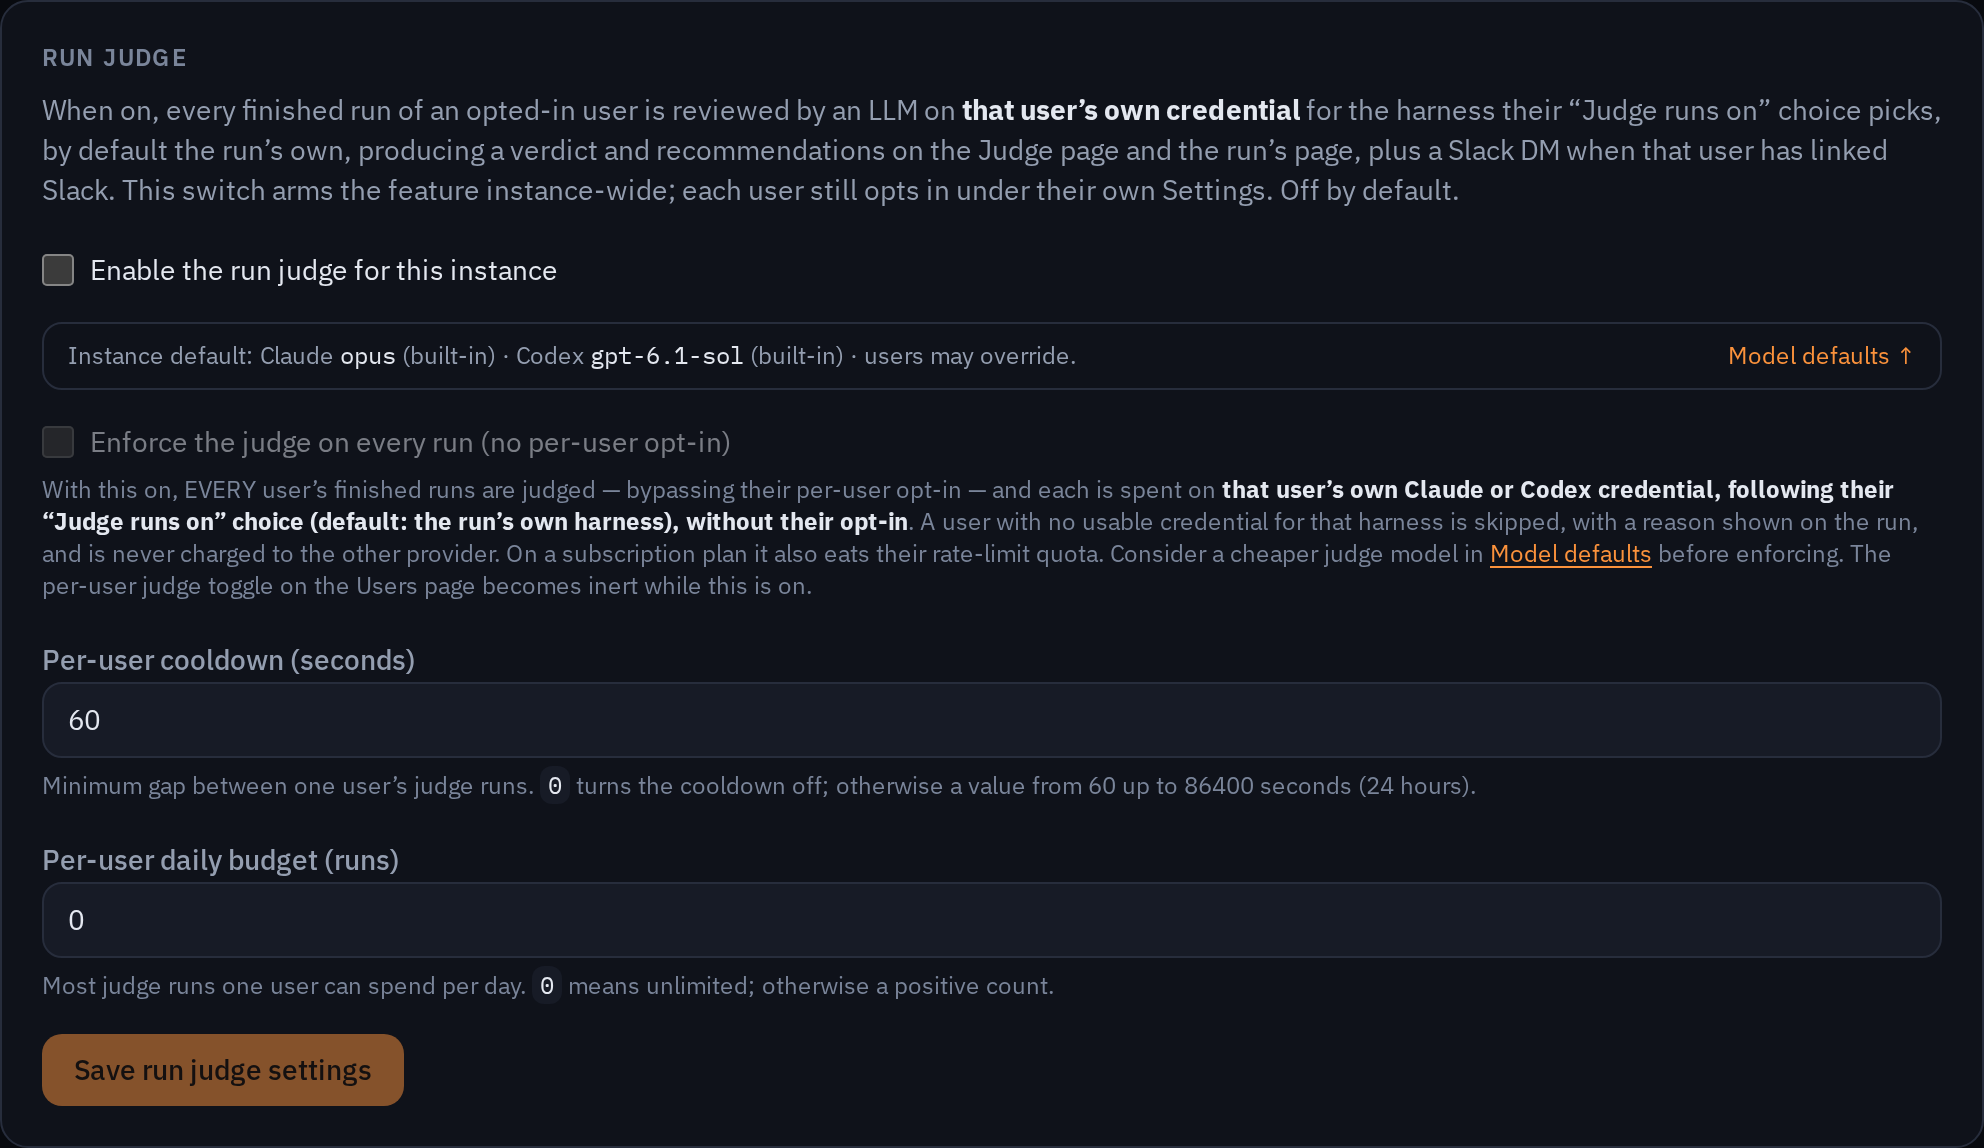 RUN JUDGE
When on, every finished run of an opted-in user is reviewed by an LLM on that user’s own credential for the harness their “Judge runs on” choice picks,
by default the run’s own, producing a verdict and recommendations on the Judge page and the run’s page, plus a Slack DM when that user has linked
Slack. This switch arms the feature instance-wide; each user still opts in under their own Settings. Off by default.
Enable the run judge for this instance
Instance default: Claude opus (built-in) · Codex gpt-6.1-sol (built-in) · users may override. Model defaults ↑
Enforce the judge on every run (no per-user opt-in)
With this on, EVERY user’s finished runs are judged — bypassing their per-user opt-in — and each is spent on that user’s own Claude or Codex credential, following their
“Judge runs on” choice (default: the run’s own harness), without their opt-in. A user with no usable credential for that harness is skipped, with a reason shown on the run,
and is never charged to the other provider. On a subscription plan it also eats their rate-limit quota. Consider a cheaper judge model in Model defaults before enforcing. The
per-user judge toggle on the Users page becomes inert while this is on.
Per-user cooldown (seconds)
60
Minimum gap between one user’s judge runs. 0 turns the cooldown off; otherwise a value from 60 up to 86400 seconds (24 hours).
Per-user daily budget (runs)
0
Most judge runs one user can spend per day. 0 means unlimited; otherwise a positive count.
Save run judge settings